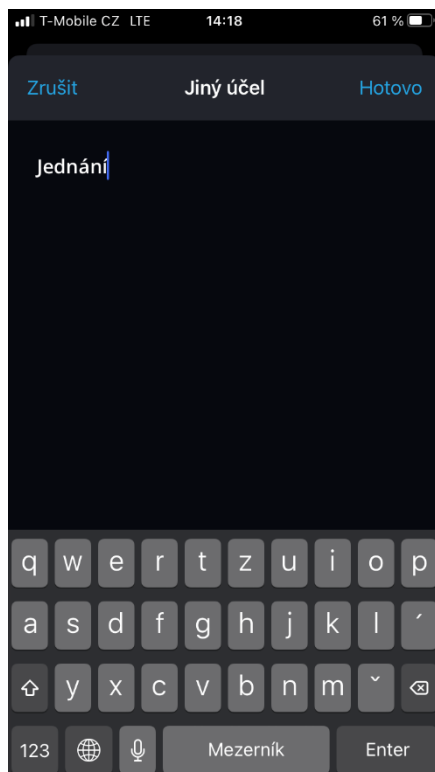 T-Mobile CZ LTE 14:18 61 %
Zrušit Jiný účel Hotovo
Jednání
q w e r t z u i o p
a s d f g h j k l ´
y x c v b n m ˇ
123 Mezerník Enter